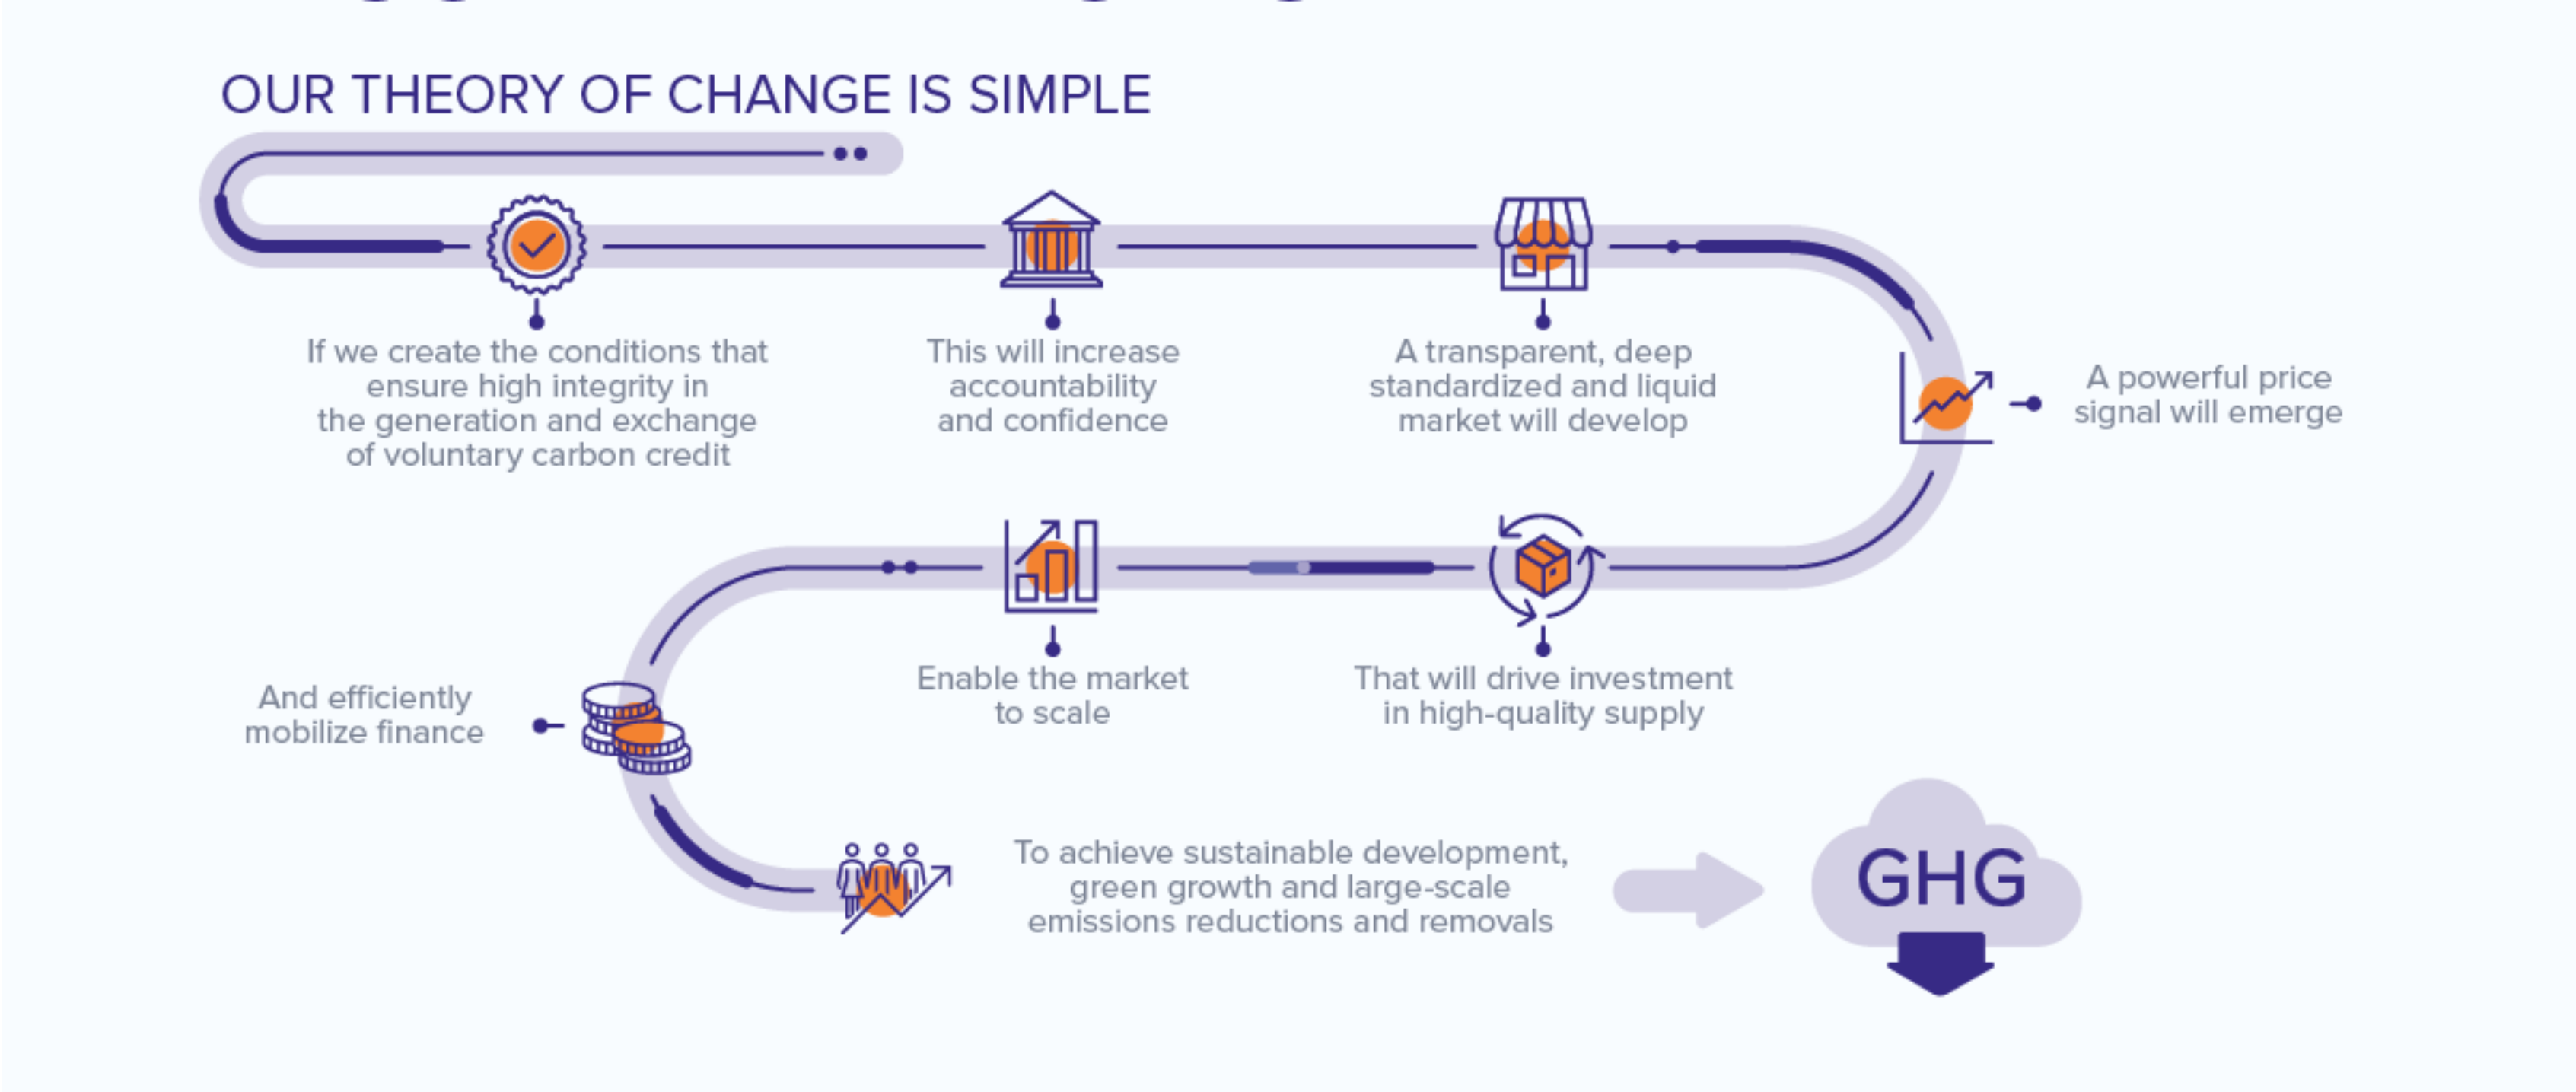 OUR THEORY OF CHANGE IS SIMPLE
If we create the conditions that
ensure high integrity in
the generation and exchange
of voluntary carbon credit
This will increase
accountability
and confidence
A transparent, deep
standardized and liquid
market will develop
A powerful price
signal will emerge
That will drive investment
in high-quality supply
Enable the market
to scale
And efficiently
mobilize finance
To achieve sustainable development,
green growth and large-scale
emissions reductions and removals
GHG